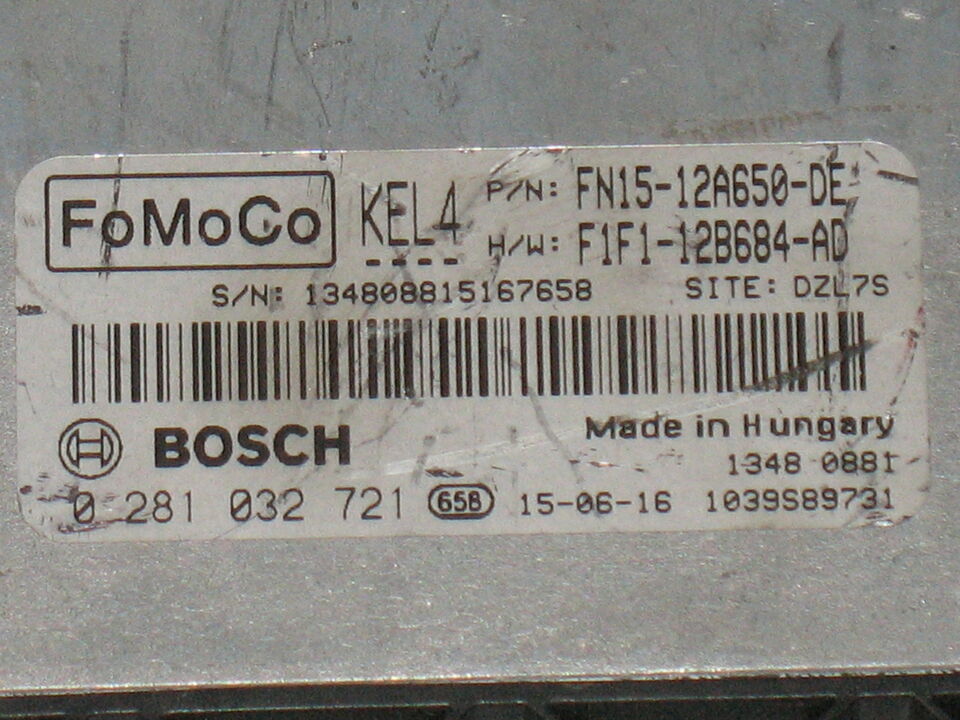 FoMoCo KEL4 P/N: FN15-12A650-DE
H/W: F1F1-12B684-AD
S/N: 134808815167658 SITE: DZL7S
BOSCH Made in Hungary
1348 0881
0 281 032 721 658 15-06-16 1039S89731